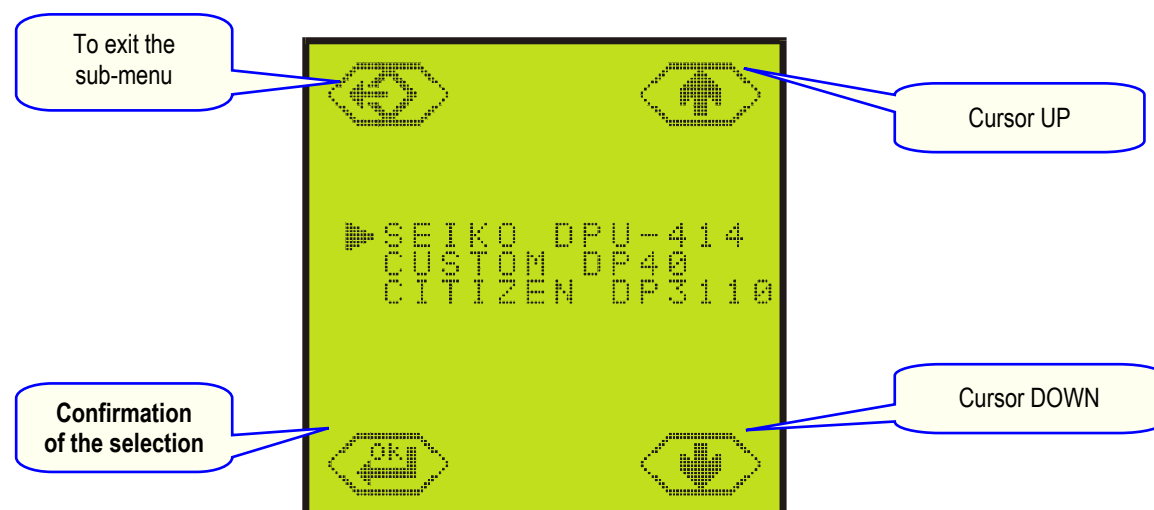 To exit the
sub-menu
Cursor UP
SEIKO DPU-414
CUSTOM DP40
CITIZEN DP3110
Confirmation
of the selection
Cursor DOWN
OK